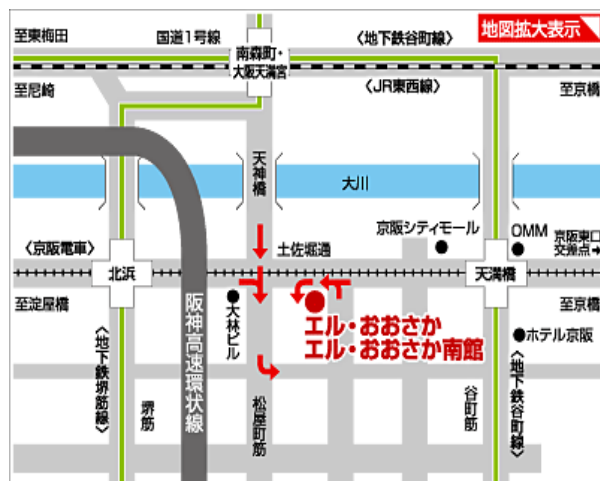 地図拡大表示
至東梅田
国道1号線
南森町・
大阪天満宮
〈地下鉄谷町線〉
至尼崎
〈JR東西線〉
至京橋
天神橋
大川
京阪シティモール
OMM
京阪東口
交差点→
〈京阪電車〉
北浜
土佐堀通
天満橋
至淀屋橋
大林ビル
阪神高速環状線
エル・おおさか
エル・おおさか南館
至京橋
ホテル京阪
〈地下鉄堺筋線〉
堺筋
松屋町筋
谷町筋
〈地下鉄谷町線〉